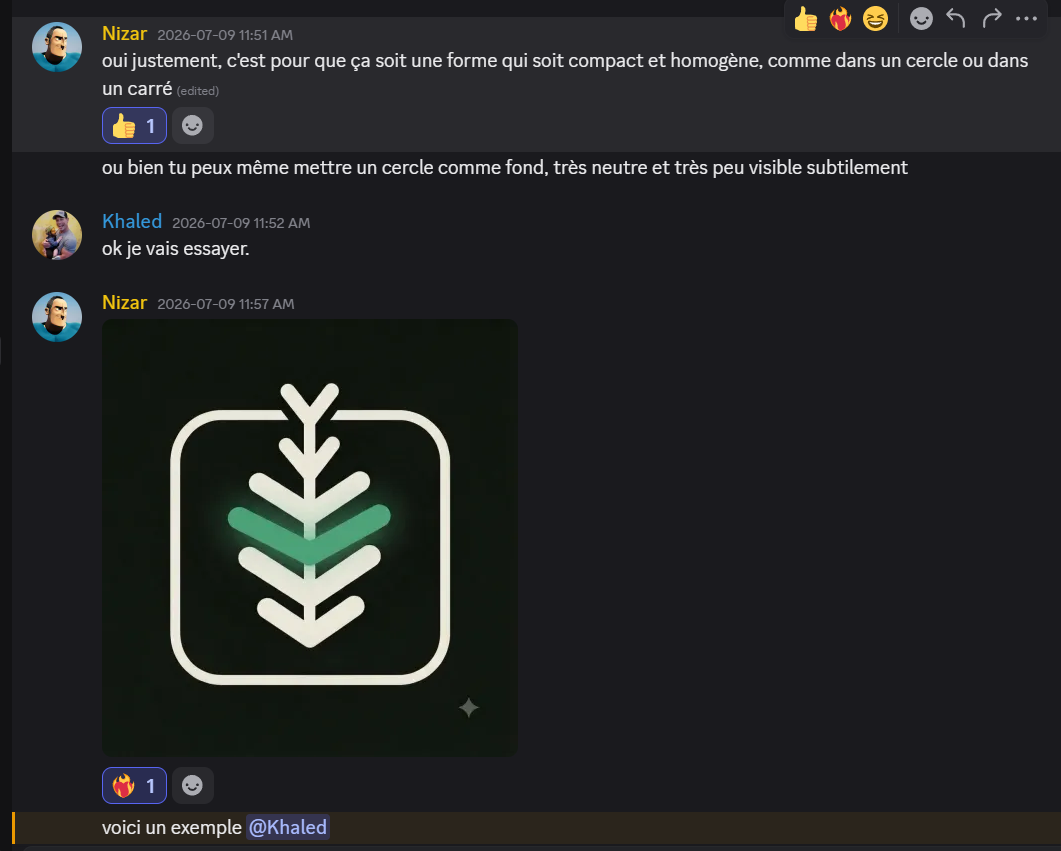 Nizar 2026-07-09 11:51 AM
oui justement, c'est pour que ça soit une forme qui soit compact et homogène, comme dans un cercle ou dans
un carré (edited)
1
ou bien tu peux même mettre un cercle comme fond, très neutre et très peu visible subtilement
Khaled 2026-07-09 11:52 AM
ok je vais essayer.
Nizar 2026-07-09 11:57 AM
1
voici un exemple @Khaled